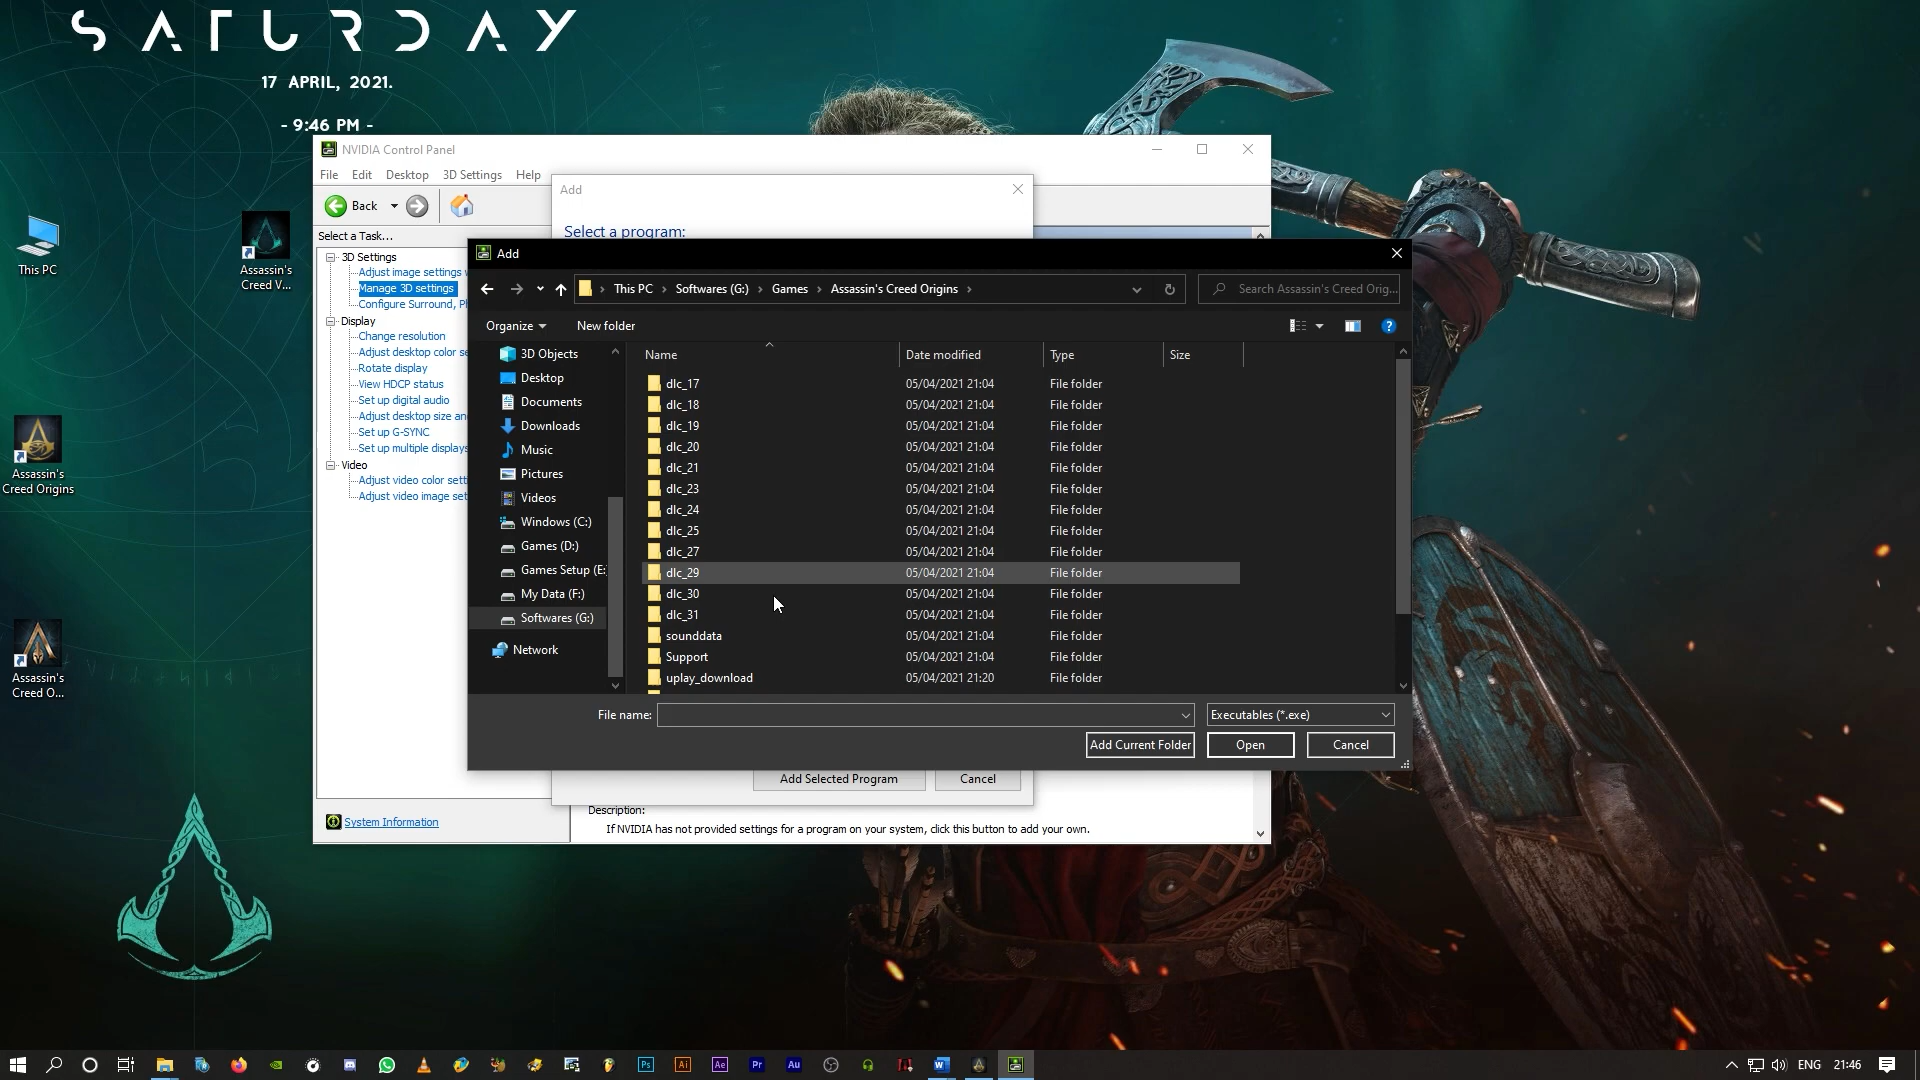 SATURDAY
17 APRIL, 2021.
- 9:46 PM -
This PC
Assassin's
Creed V...
Assassin's
Creed Origins
Assassin's
Creed O...
NVIDIA Control Panel
File Edit Desktop 3D Settings Help
Back
Select a Task...
3D Settings
Adjust image settings
Manage 3D settings
Configure Surround,
Display
Change resolution
Adjust desktop color
Rotate display
View HDCP status
Set up digital audio
Adjust desktop size
Set up G-SYNC
Set up multiple displays
Video
Adjust video color
Adjust video image
System Information
Add
Select a program:
Add
This PC > Softwares (G:) > Games > Assassin's Creed Origins >
Search Assassin's Creed Orig...
Organize New folder
3D Objects
Desktop
Documents
Downloads
Music
Pictures
Videos
Windows (C:)
Games (D:)
Games Setup (E:
My Data (F:)
Softwares (G:)
Network
Name Date modified Type Size
dlc_17 05/04/2021 21:04 File folder
dlc_18 05/04/2021 21:04 File folder
dlc_19 05/04/2021 21:04 File folder
dlc_20 05/04/2021 21:04 File folder
dlc_21 05/04/2021 21:04 File folder
dlc_23 05/04/2021 21:04 File folder
dlc_24 05/04/2021 21:04 File folder
dlc_25 05/04/2021 21:04 File folder
dlc_27 05/04/2021 21:04 File folder
dlc_29 05/04/2021 21:04 File folder
dlc_30 05/04/2021 21:04 File folder
dlc_31 05/04/2021 21:04 File folder
sounddata 05/04/2021 21:04 File folder
Support 05/04/2021 21:04 File folder
uplay_download 05/04/2021 21:20 File folder
File name: Executables (*.exe)
Add Current Folder Open Cancel
Add Selected Program Cancel
Description:
If NVIDIA has not provided settings for a program on your system, click this button to add your own.
Ps Ai Ae Pr Au
ENG 21:46